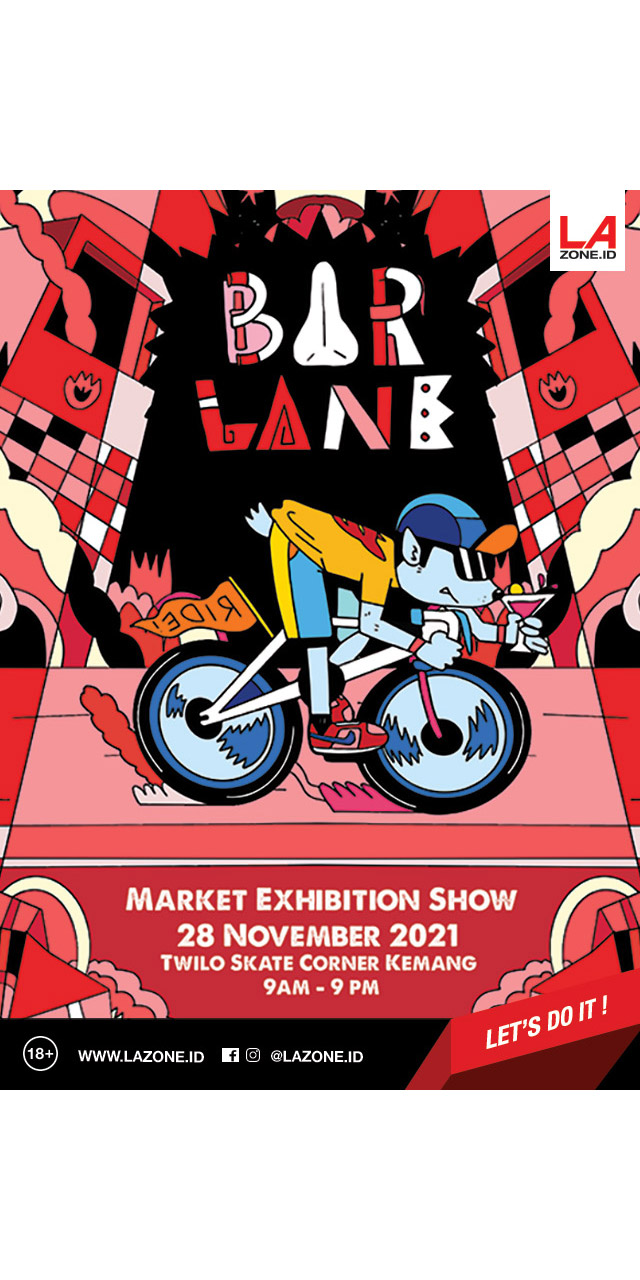 LA
ZONE.ID
BAR
LANE
RIDE
MARKET EXHIBITION SHOW
28 NOVEMBER 2021
TWILO SKATE CORNER KEMANG
9AM - 9 PM
LET'S DO IT !
18+ WWW.LAZONE.ID @LAZONE.ID